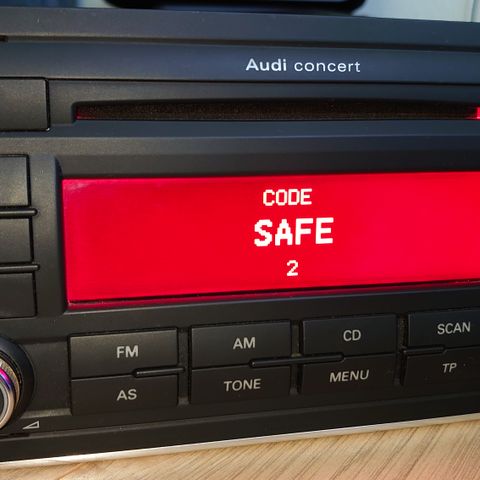 Audi concert
CODE
SAFE
2
FM
AM
CD
SCAN
AS
TONE
MENU
TP